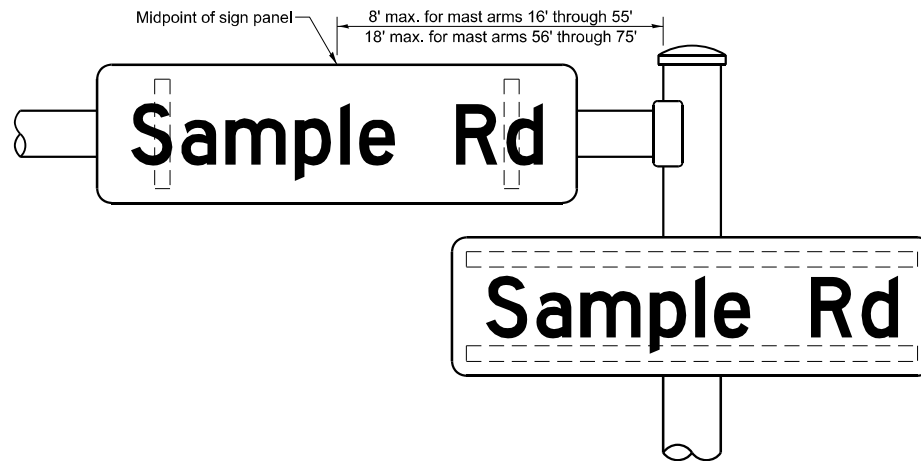 Midpoint of sign panel
8' max. for mast arms 16' through 55'
18' max. for mast arms 56' through 75'
Sample Rd
Sample Rd